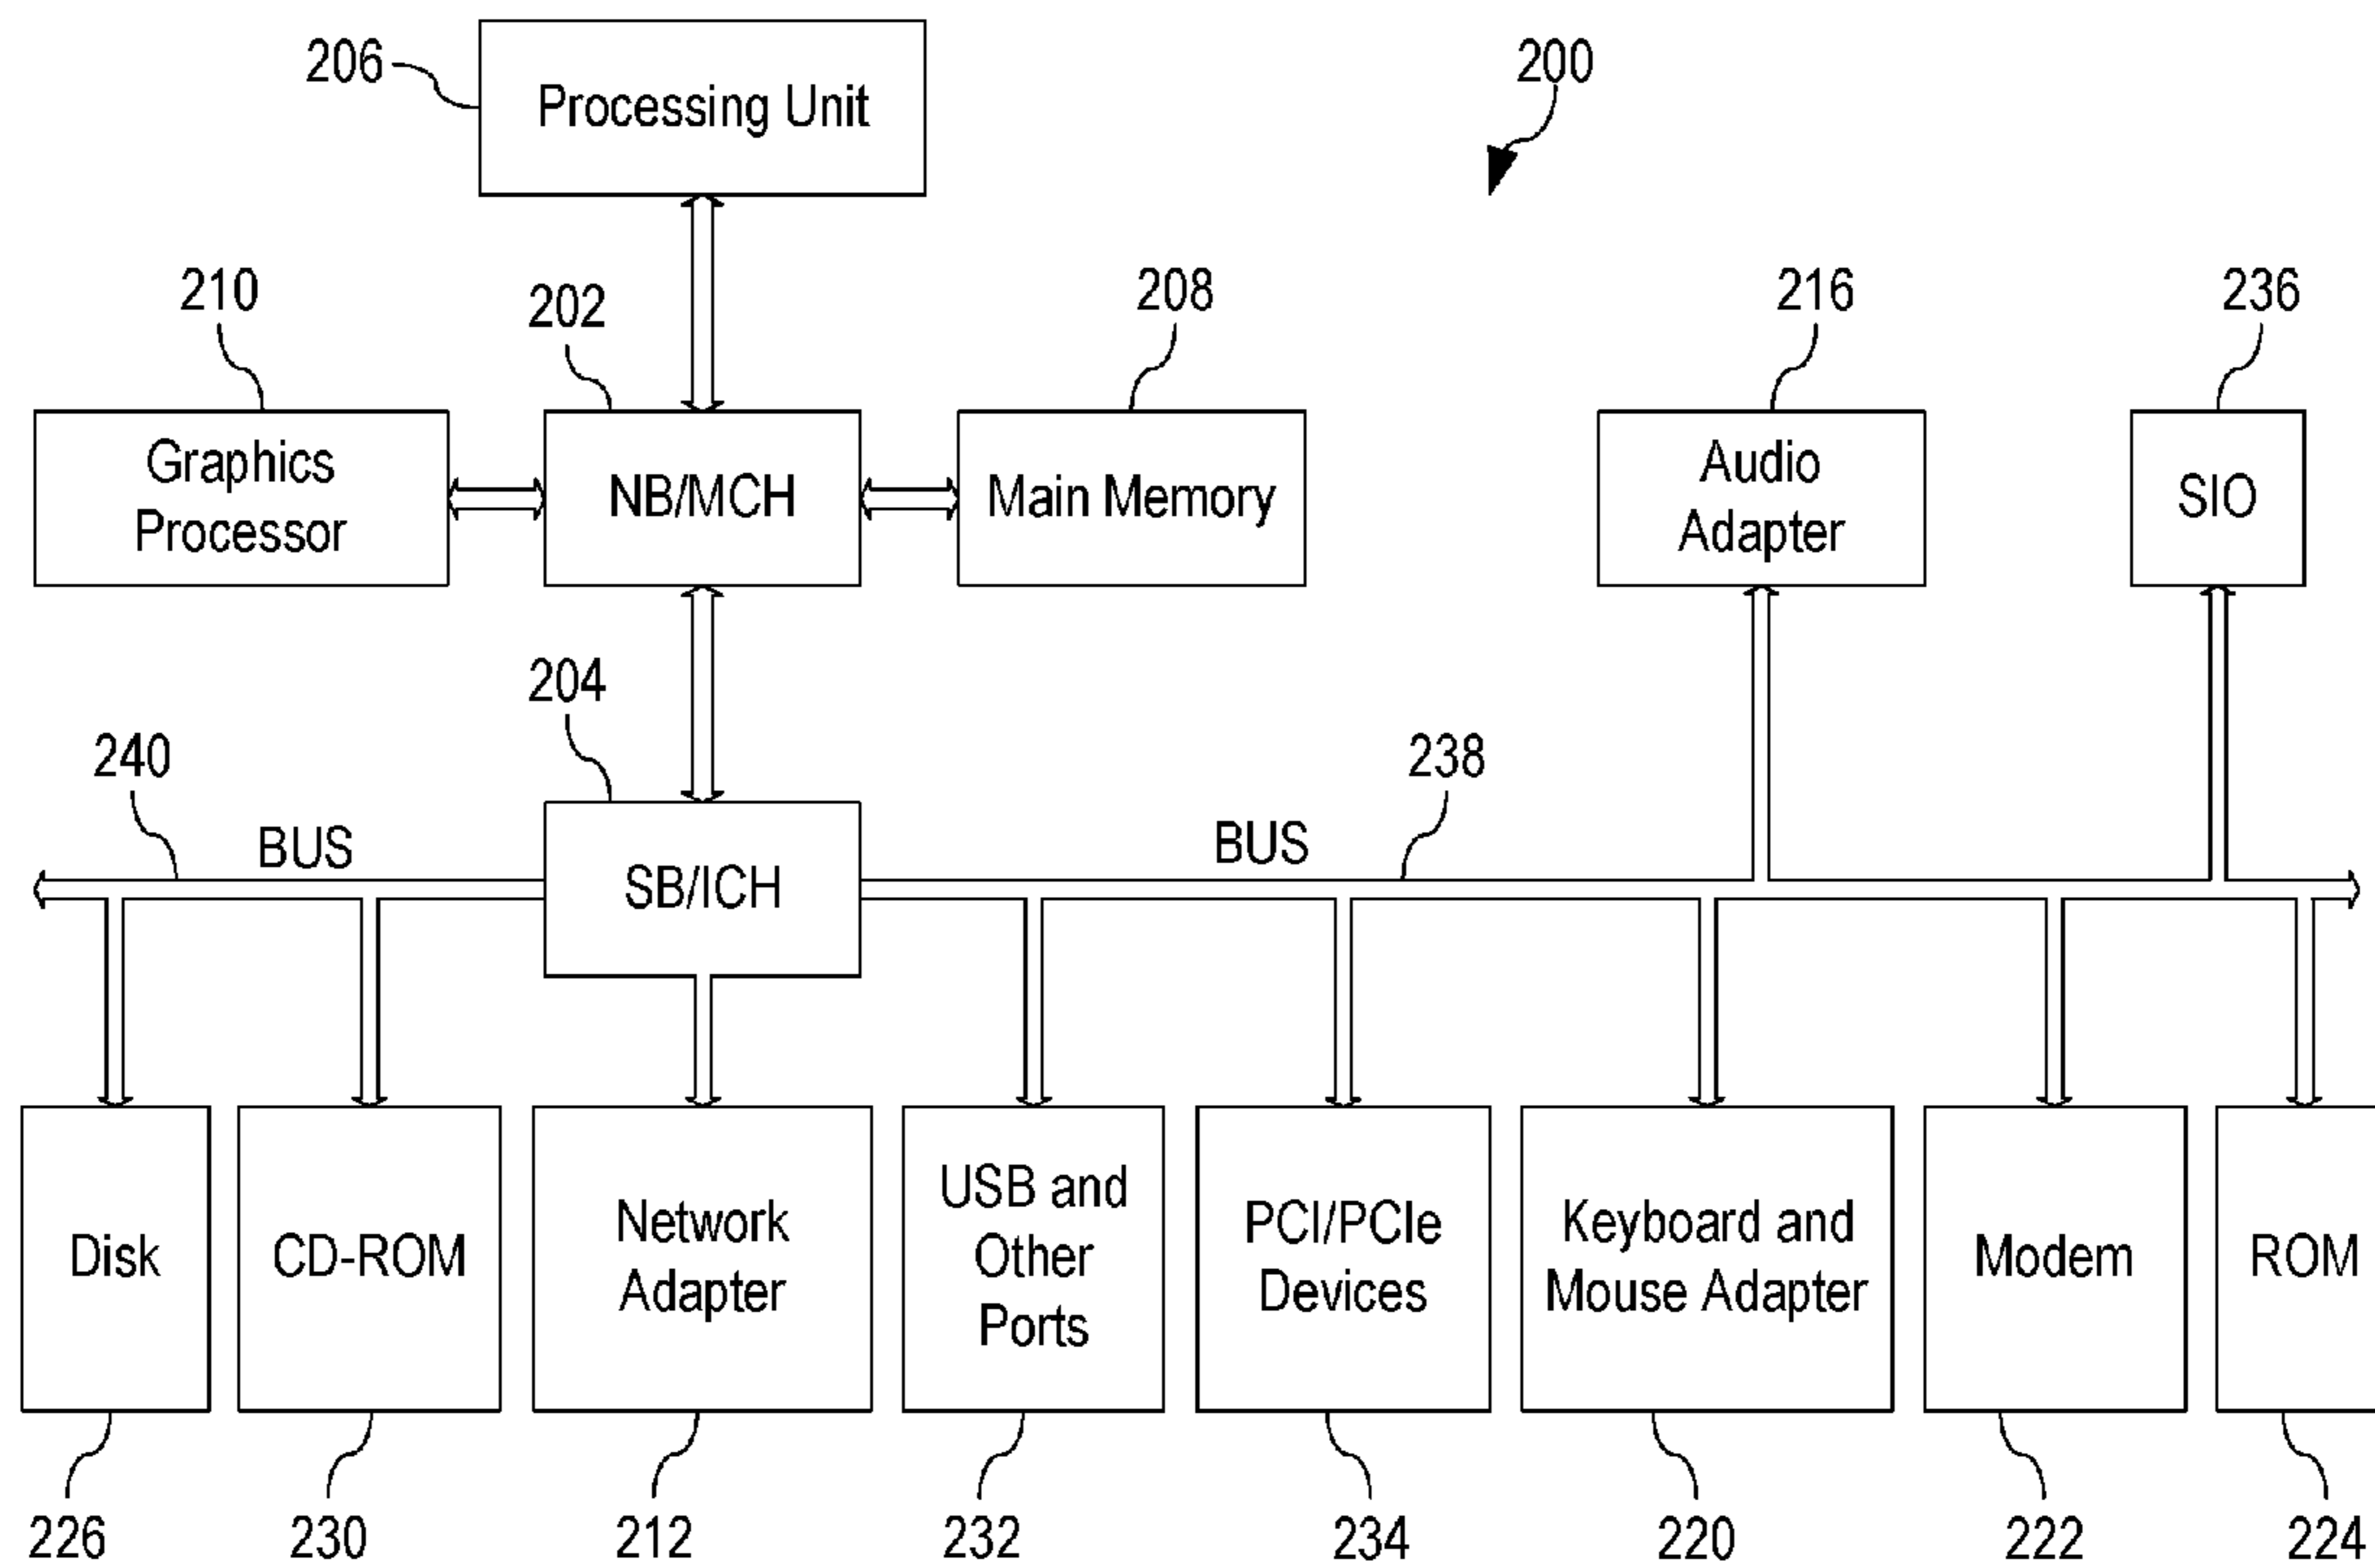 206
Processing Unit
200
210
202
208
216
236
Graphics
Processor
NB/MCH
Main Memory
Audio
Adapter
SIO
204
240
238
BUS
BUS
SB/ICH
Disk
CD-ROM
Network
Adapter
USB and
Other
Ports
PCI/PCIe
Devices
Keyboard and
Mouse Adapter
Modem
ROM
226
230
212
232
234
220
222
224